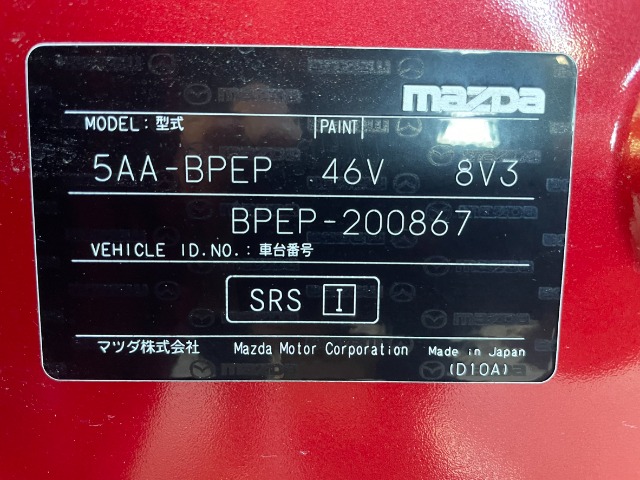 mazda
MODEL: 型式 PAINT
5AA-BPEP 46V 8V3
BPEP-200867
VEHICLE ID.NO.: 車台番号
SRS I
マツダ株式会社 Mazda Motor Corporation Made in Japan
(D10A)